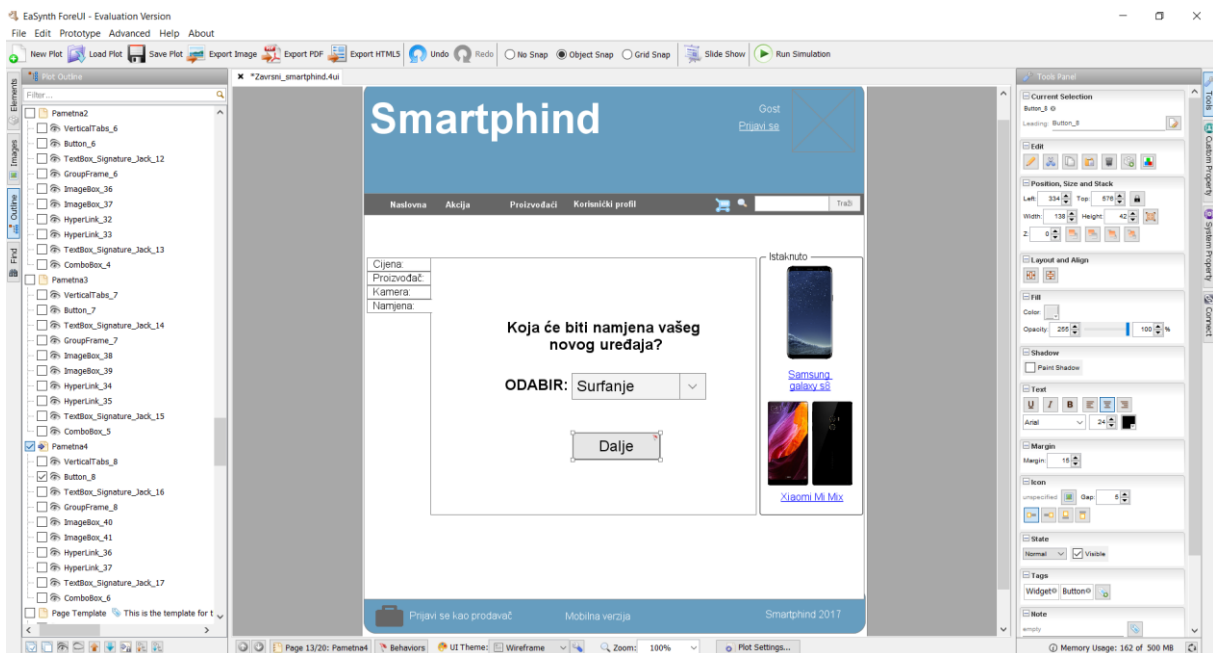 EaSynth ForeUI - Evaluation Version
File Edit Prototype Advanced Help About
New Plot Load Plot Save Plot Export Image Export PDF Export HTML5 Undo Redo No Snap Object Snap Grid Snap Slide Show Run Simulation
Elements
Images
Outline
Find
Plot Outline
Filter...
Pametna2
VerticalTabs_6
Button_6
TextBox_Signature_Jack_12
GroupFrame_6
ImageBox_36
ImageBox_37
HyperLink_32
HyperLink_33
TextBox_Signature_Jack_13
ComboBox_4
Pametna3
VerticalTabs_7
Button_7
TextBox_Signature_Jack_14
GroupFrame_7
ImageBox_38
ImageBox_39
HyperLink_34
HyperLink_35
TextBox_Signature_Jack_15
ComboBox_5
Pametna4
VerticalTabs_8
Button_8
TextBox_Signature_Jack_16
GroupFrame_8
ImageBox_40
ImageBox_41
HyperLink_36
HyperLink_37
TextBox_Signature_Jack_17
ComboBox_6
Page Template This is the template for t
*Zavrsni_smartphind.4ui
Smartphind
Gost
Prijavi se
Naslovna Akcija Proizvođači Korisnički profil Traži
Cijena:
Proizvođač:
Kamera:
Namjena:
Koja će biti namjena vašeg
novog uređaja?
ODABIR: Surfanje
Dalje
Istaknuto
Samsung
galaxy s8
Xiaomi Mi Mix
Prijavi se kao prodavač Mobilna verzija Smartphind 2017
Page 13/20: Pametna4 Behaviors UI Theme: Wireframe Zoom: 100% Plot Settings...
Tools Panel
Current Selection
Button_8
Leading: Button_8
Edit
Position, Size and Stack
Left: 334 Top: 576
Width: 138 Height: 42
Z: 0
Layout and Align
Fill
Color:
Opacity: 255 100 %
Shadow
Paint Shadow
Text
U I B
Arial 24
Margin
Margin: 15
Icon
unspecified Gap: 5
State
Normal Visible
Tags
Widget Button
Note
empty
Memory Usage: 162 of 500 MB
Tools
Custom Property
System Property
Connect